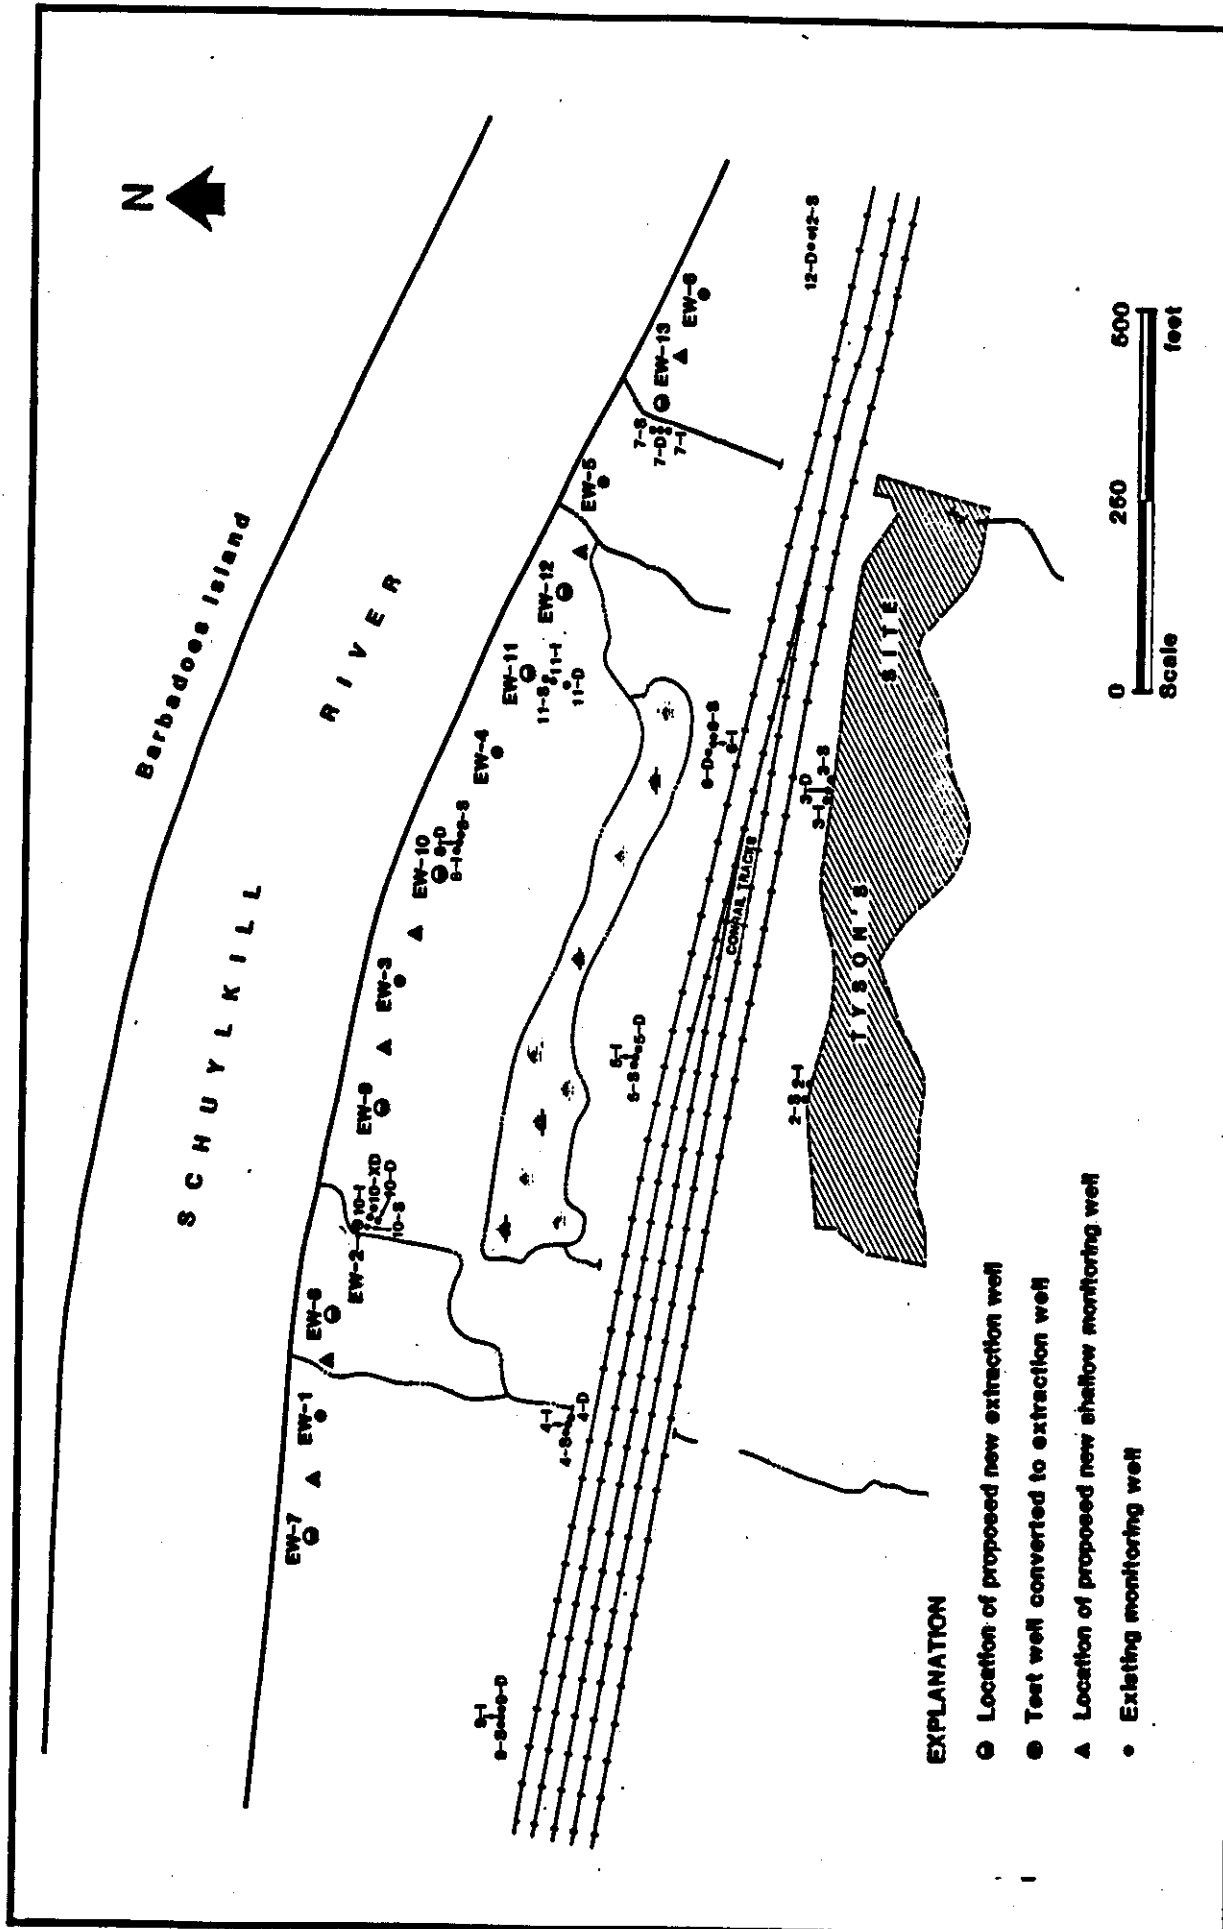 N
Barbadoes Island
SCHUYLKILL
RIVER
EW-7
EW-1
EW-8
EW-2
10-I
10-XD
10-D
10-S
EW-9
EW-3
EW-10
8-I
8-D
8-S
EW-4
EW-11
11-S
11-I
11-D
EW-12
EW-5
7-S
7-D
7-I
EW-13
EW-6
12-D
12-S
9-I
9-S
9-D
4-I
4-S
4-D
5-I
5-S
5-D
6-D
6-S
6-I
CONRAIL TRACKS
2-S
2-I
3-D
3-I
3-S
TYSON'S
SITE
EXPLANATION
Location of proposed new extraction well
Test well converted to extraction well
Location of proposed new shallow monitoring well
Existing monitoring well
0
250
500
Scale
feet